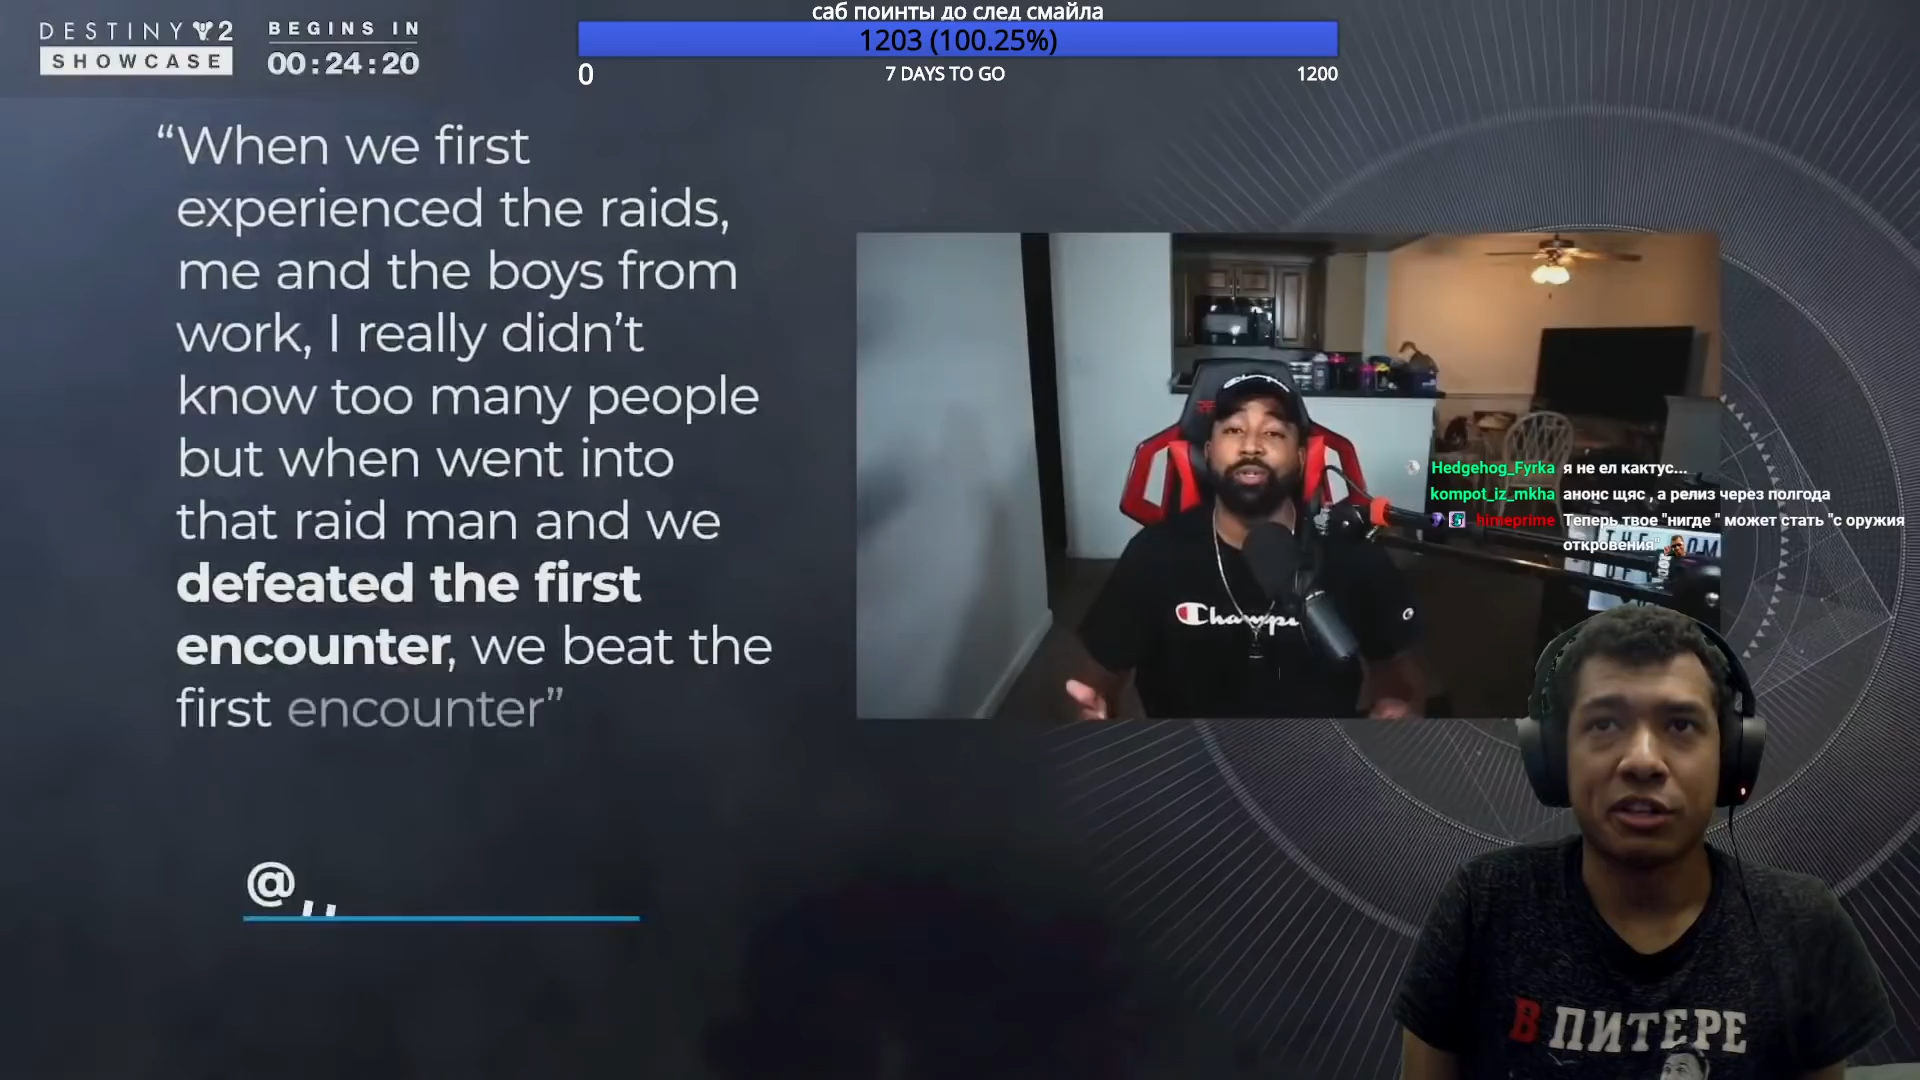 DESTINY 2
SHOWCASE
BEGINS IN
00:24:20
саб поинты до след смайла
1203 (100.25%)
0
7 DAYS TO GO
1200
“When we first
experienced the raids,
me and the boys from
work, I really didn’t
know too many people
but when went into
that raid man and we
defeated the first
encounter, we beat the
first encounter”
@
Champion
Hedgehog_Fyrka я не ел кактус...
kompot_iz_mkha анонс щяс , а релиз через полгода
himeprime Теперь твое "нигде " может стать "с оружия
откровения"
В ПИТЕРЕ